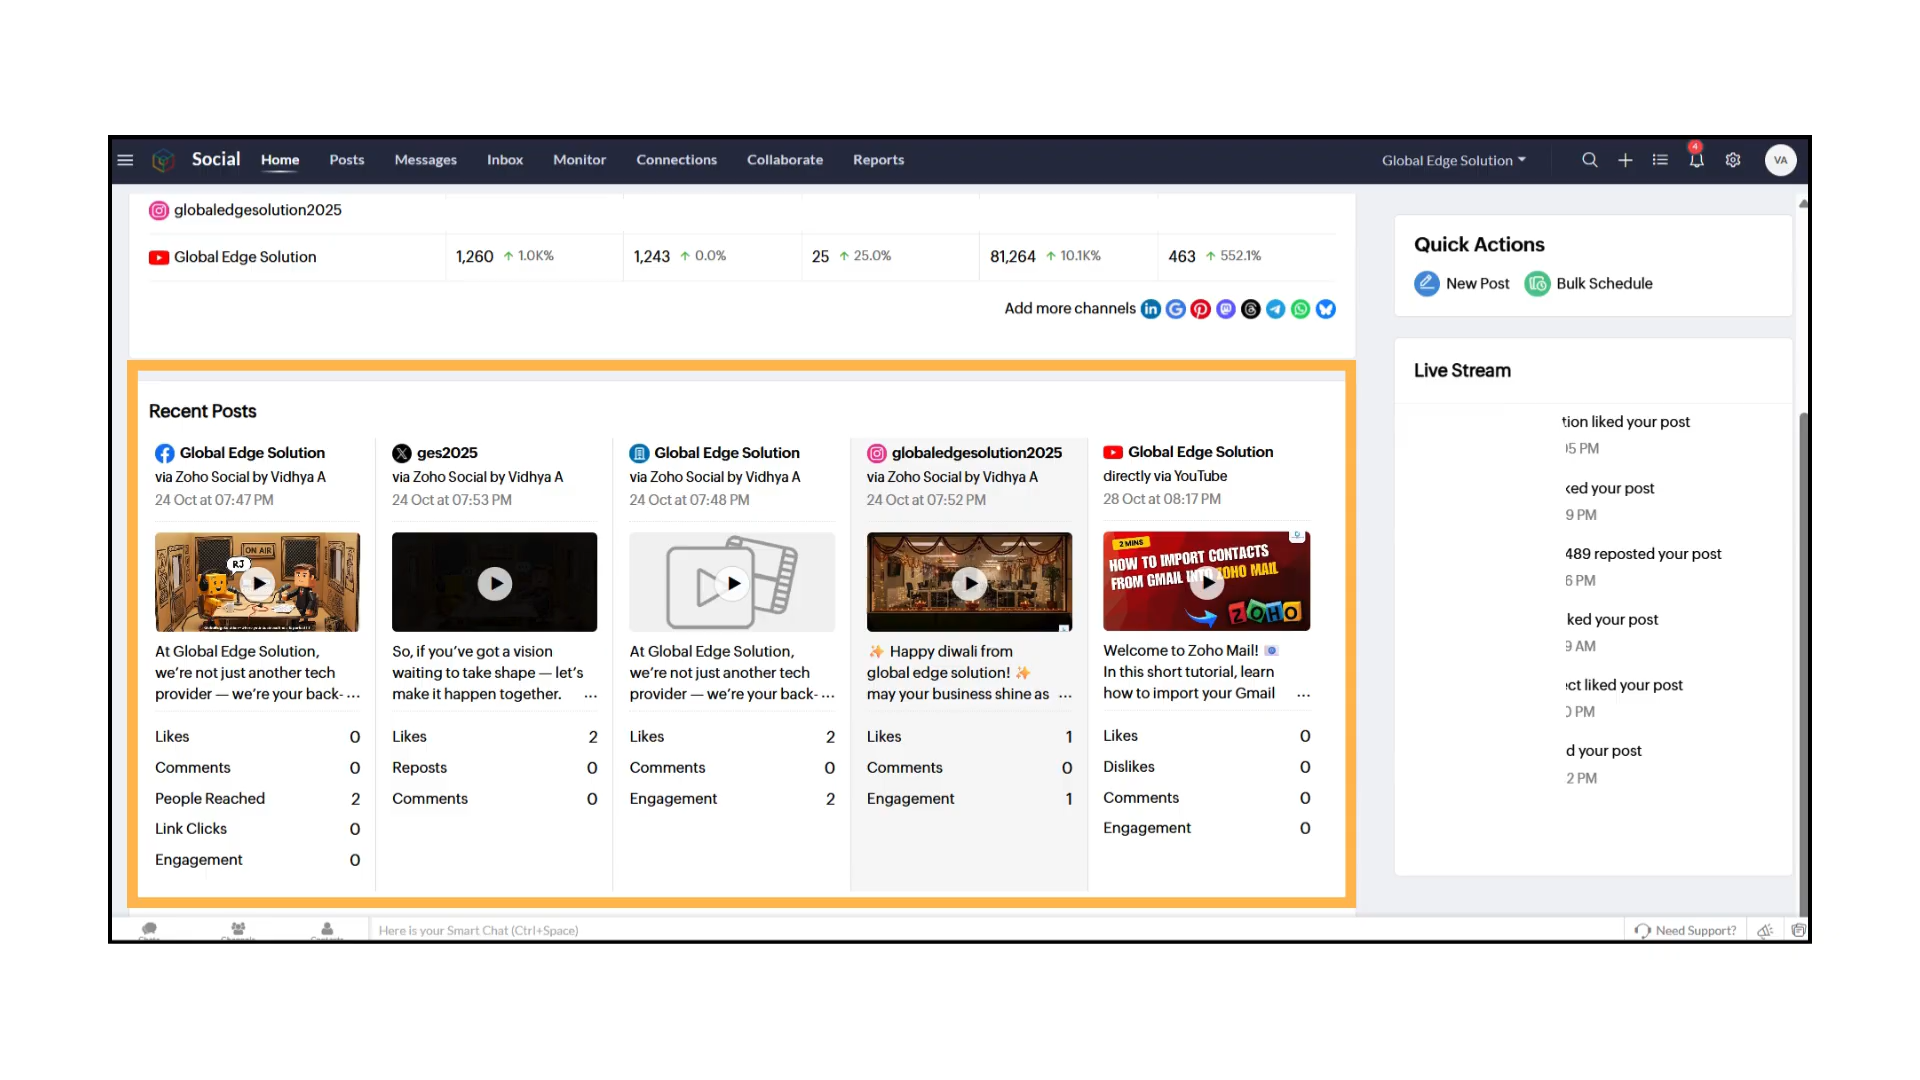 Social Home Posts Messages Inbox Monitor Connections Collaborate Reports Global Edge Solution 4 VA
globaledgesolution2025
Global Edge Solution 1,260 ↑ 1.0K% 1,243 ↑ 0.0% 25 ↑ 25.0% 81,264 ↑ 10.1K% 463 ↑ 552.1%
Add more channels
Recent Posts
Global Edge Solution
via Zoho Social by Vidhya A
24 Oct at 07:47 PM
ON AIR
RJ
At Global Edge Solution,
we're not just another tech
provider — we're your back- ...
Likes 0
Comments 0
People Reached 2
Link Clicks 0
Engagement 0
ges2025
via Zoho Social by Vidhya A
24 Oct at 07:53 PM
So, if you've got a vision
waiting to take shape — let's
make it happen together. ...
Likes 2
Reposts 0
Comments 0
Global Edge Solution
via Zoho Social by Vidhya A
24 Oct at 07:48 PM
At Global Edge Solution,
we're not just another tech
provider — we're your back- ...
Likes 2
Comments 0
Engagement 2
globaledgesolution2025
via Zoho Social by Vidhya A
24 Oct at 07:52 PM
✨ Happy diwali from
global edge solution! ✨
may your business shine as ...
Likes 1
Comments 0
Engagement 1
Global Edge Solution
directly via YouTube
28 Oct at 08:17 PM
2 MINS
HOW TO IMPORT CONTACTS
FROM GMAIL INTO ZOHO MAIL
ZOHO
Welcome to Zoho Mail! 📧
In this short tutorial, learn
how to import your Gmail ...
Likes 0
Dislikes 0
Comments 0
Engagement 0
Quick Actions
New Post Bulk Schedule
Live Stream
tion liked your post
05 PM
ked your post
9 PM
489 reposted your post
6 PM
ked your post
9 AM
ect liked your post
0 PM
d your post
2 PM
Here is your Smart Chat (Ctrl+Space)
Need Support?